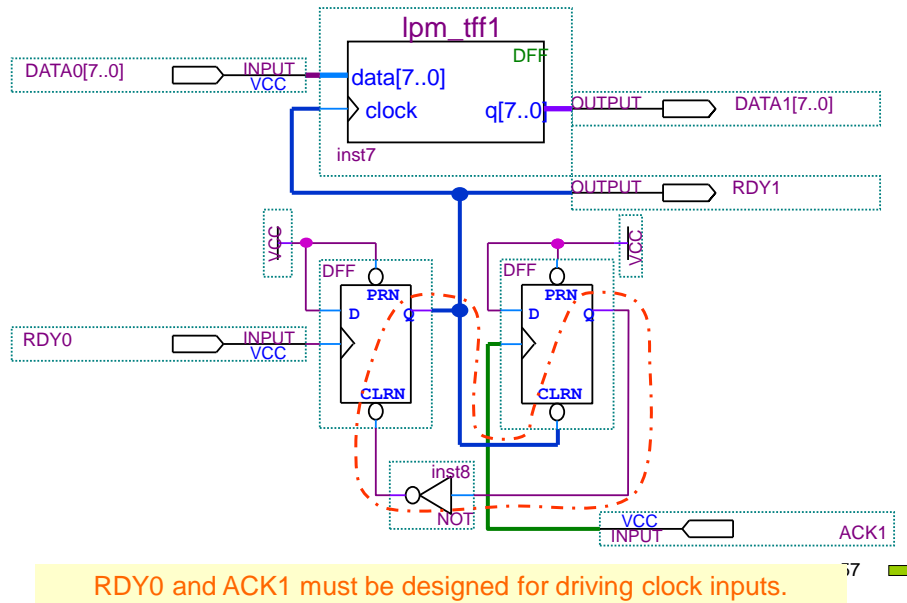 lpm_tff1
DFF
DATA0[7..0]
INPUT
VCC
data[7..0]
clock
q[7..0]
OUTPUT
DATA1[7..0]
inst7
OUTPUT
RDY1
VCC
VCC
DFF
PRN
D
Q
CLRN
DFF
PRN
D
Q
CLRN
RDY0
INPUT
VCC
inst8
NOT
VCC
INPUT
ACK1
RDY0 and ACK1 must be designed for driving clock inputs.